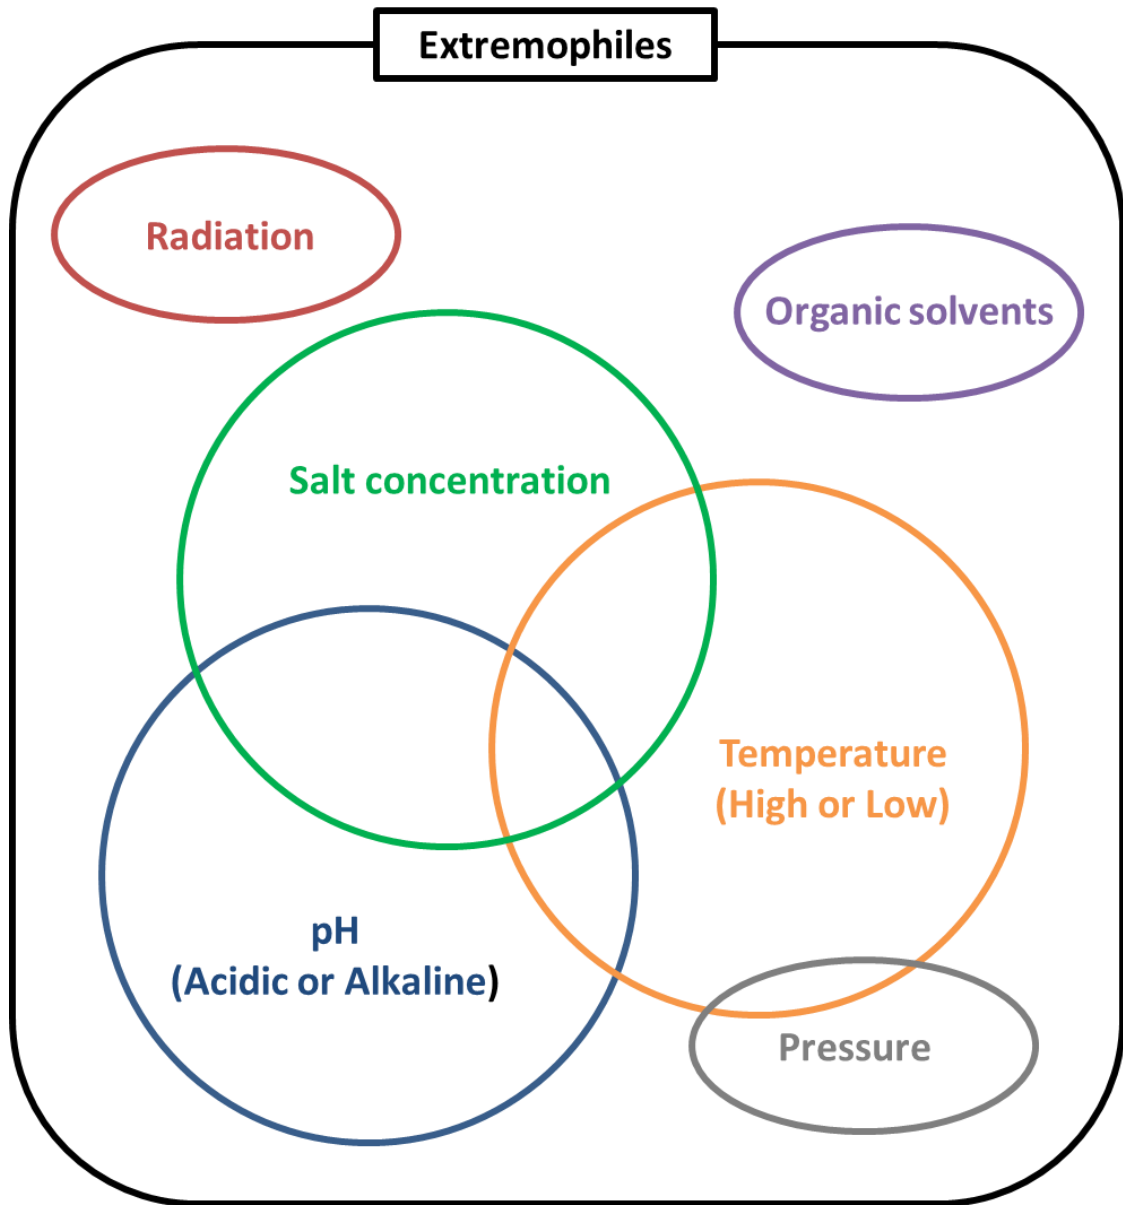 Extremophiles
Radiation
Organic solvents
Salt concentration
Temperature
(High or Low)
pH
(Acidic or Alkaline)
Pressure